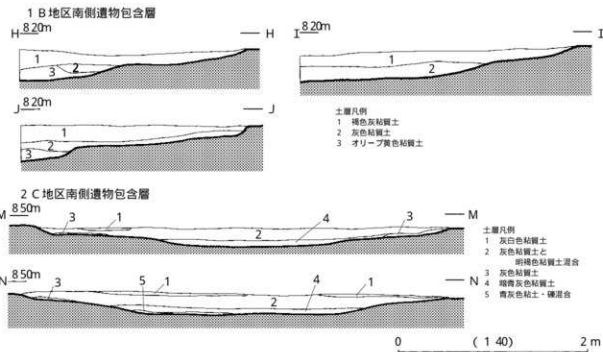 1 B地区南側遺物包含層
H 8.20m H
1 2 3
I 8.20m I
1 2
J 8.20m J
1 2 3
土層凡例
1 褐色灰粘質土
2 灰色粘質土
3 オリーブ黄色粘質土
2 C地区南側遺物包含層
M 8.50m M
3 1 2 4 3
N 8.50m N
3 5 1 2 4 1
土層凡例
1 灰白色粘質土
2 灰色粘質土と
明褐色粘質土混合
3 灰色粘質土
4 暗青灰色粘質土
5 青灰色粘土・礫混合
0 (1 40) 2m